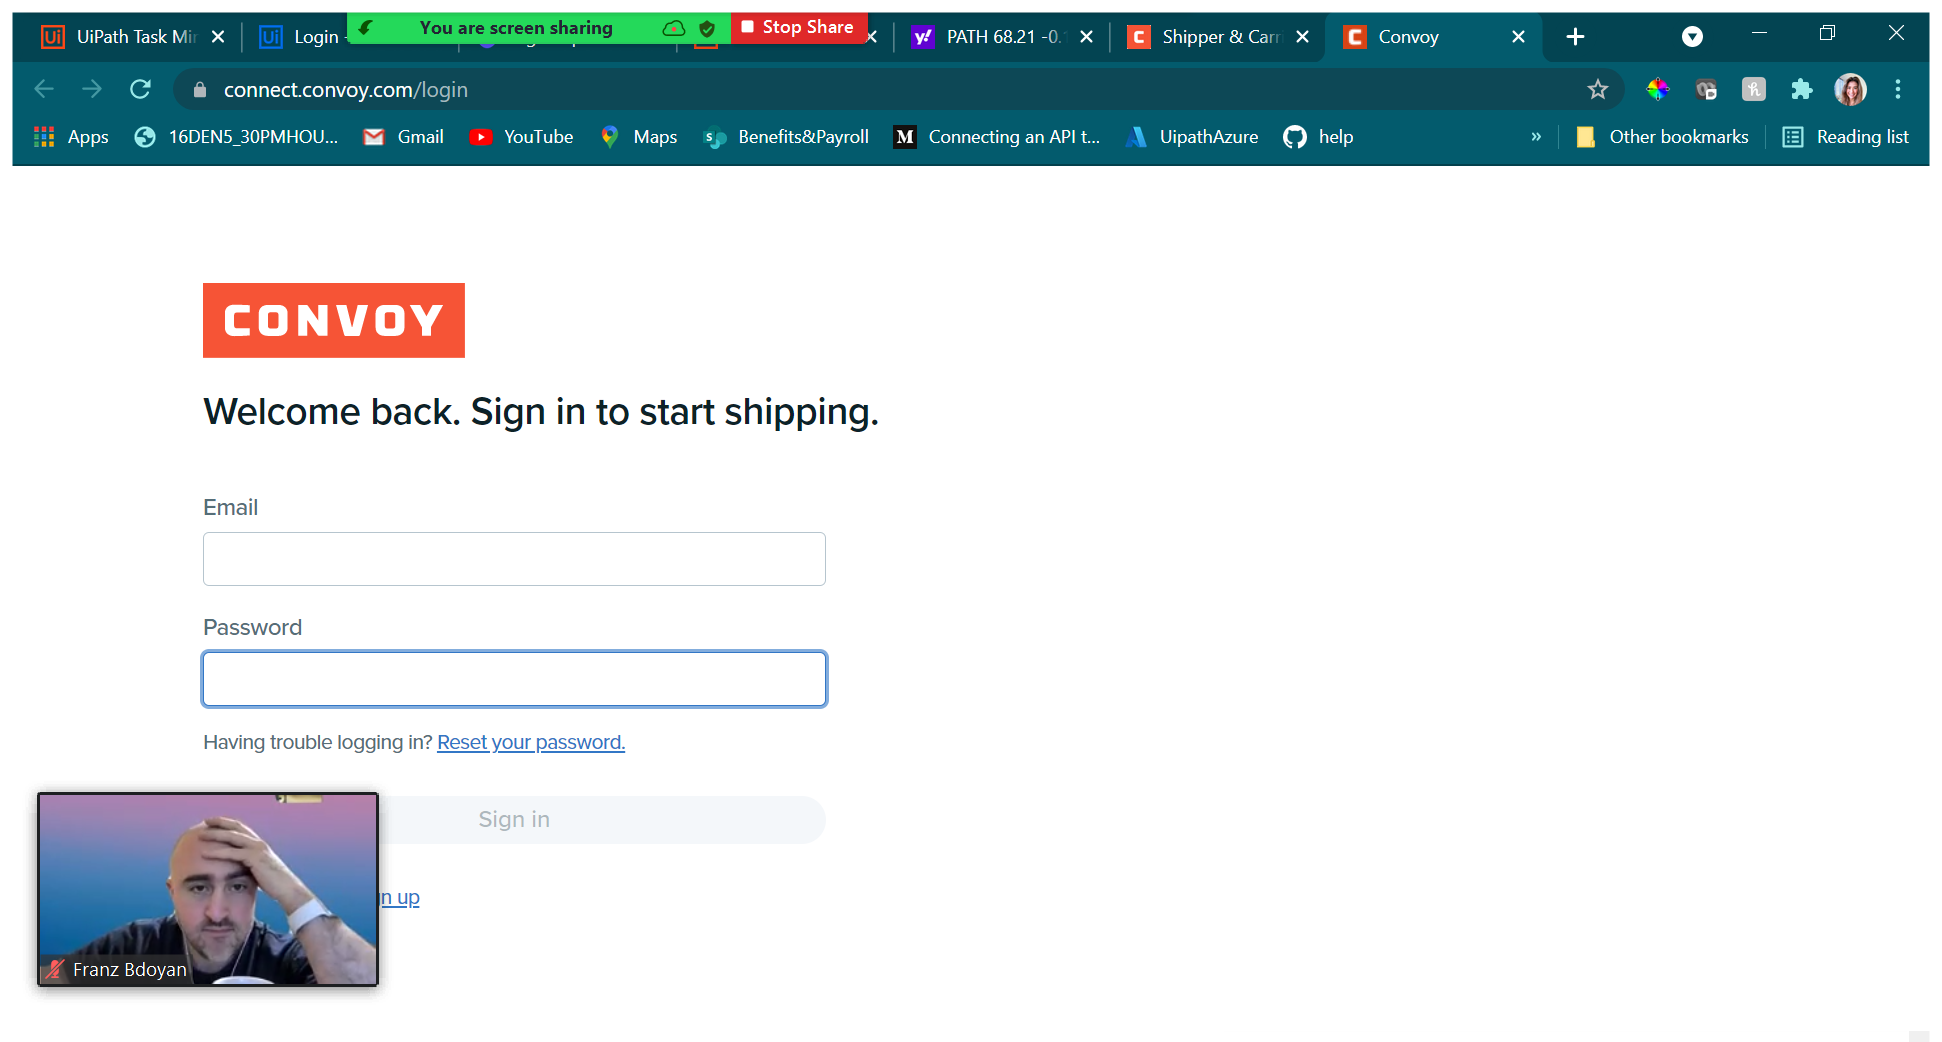 UiPath Task Mi
Login
You are screen sharing
Stop Share
PATH 68.21 -0.
Shipper & Carr
Convoy
connect.convoy.com/login
Apps
16DEN5_30PMHOU...
Gmail
YouTube
Maps
Benefits&Payroll
Connecting an API t...
UipathAzure
help
»
Other bookmarks
Reading list
CONVOY
Welcome back. Sign in to start shipping.
Email
Password
Having trouble logging in? Reset your password.
Sign in
n up
Franz Bdoyan